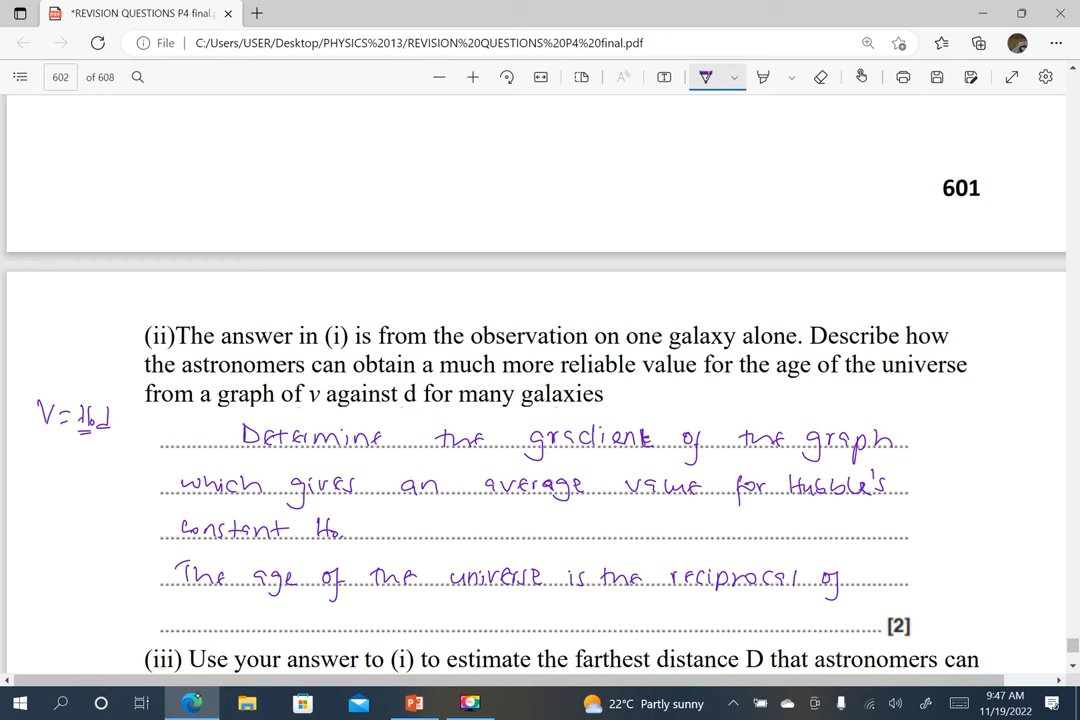 *REVISION QUESTIONS P4 final.
File C:/Users/USER/Desktop/PHYSICS%2013/REVISION%20QUESTIONS%20P4%20final.pdf
602 of 608
601
(ii)The answer in (i) is from the observation on one galaxy alone. Describe how
the astronomers can obtain a much more reliable value for the age of the universe
from a graph of v against d for many galaxies
V = H₀d
Determine the gradient of the graph
which gives an average value for Hubble's
constant H₀.
The age of the universe is the reciprocal of
[2]
(iii) Use your answer to (i) to estimate the farthest distance D that astronomers can
22°C Partly sunny
9:47 AM
11/19/2022